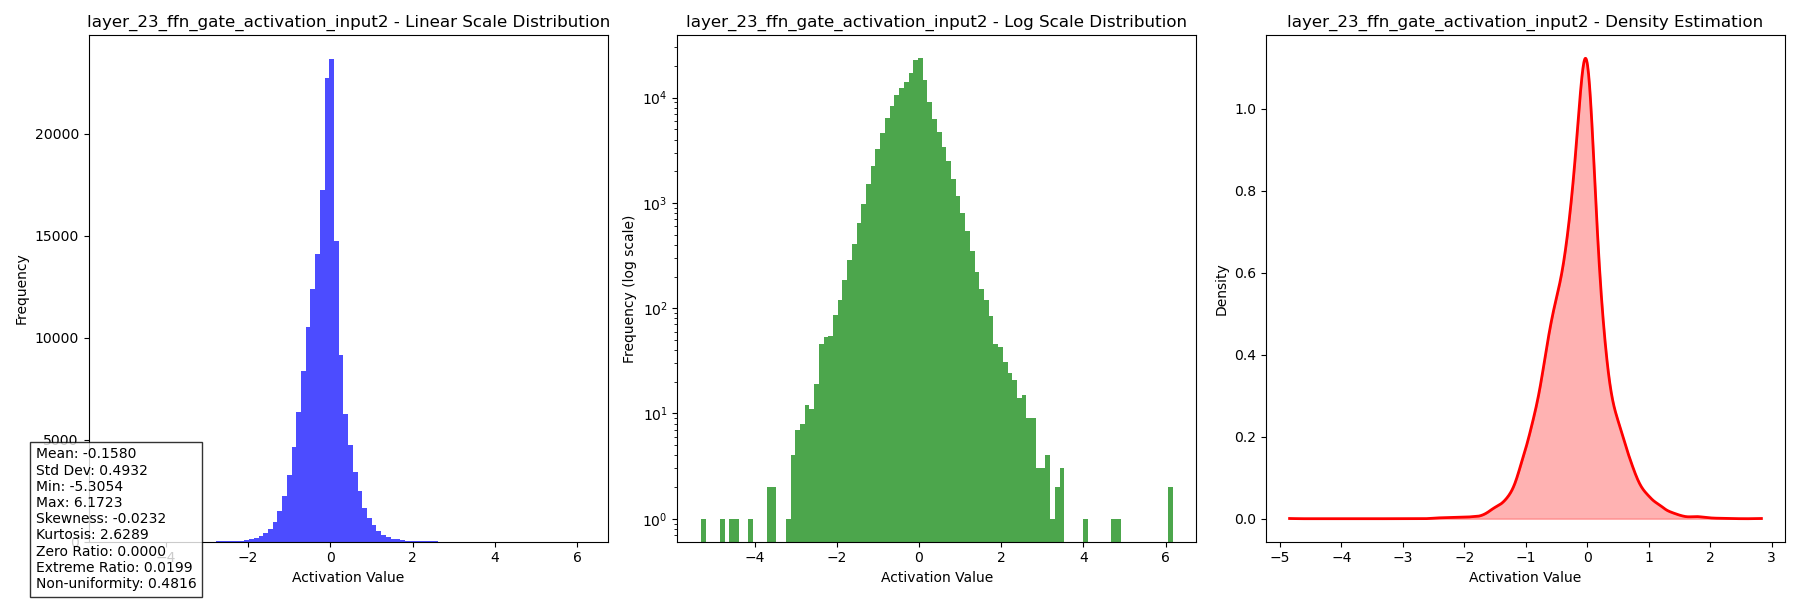 layer_23_ffn_gate_activation_input2 - Linear Scale Distribution
Frequency
20000
15000
10000
5000
0
−4
−2
0
2
4
6
Activation Value
Mean: -0.1580
Std Dev: 0.4932
Min: -5.3054
Max: 6.1723
Skewness: -0.0232
Kurtosis: 2.6289
Zero Ratio: 0.0000
Extreme Ratio: 0.0199
Non-uniformity: 0.4816
layer_23_ffn_gate_activation_input2 - Log Scale Distribution
Frequency (log scale)
10⁴
10³
10²
10¹
10⁰
−4
−2
0
2
4
6
Activation Value
layer_23_ffn_gate_activation_input2 - Density Estimation
Density
1.0
0.8
0.6
0.4
0.2
0.0
−5
−4
−3
−2
−1
0
1
2
3
Activation Value